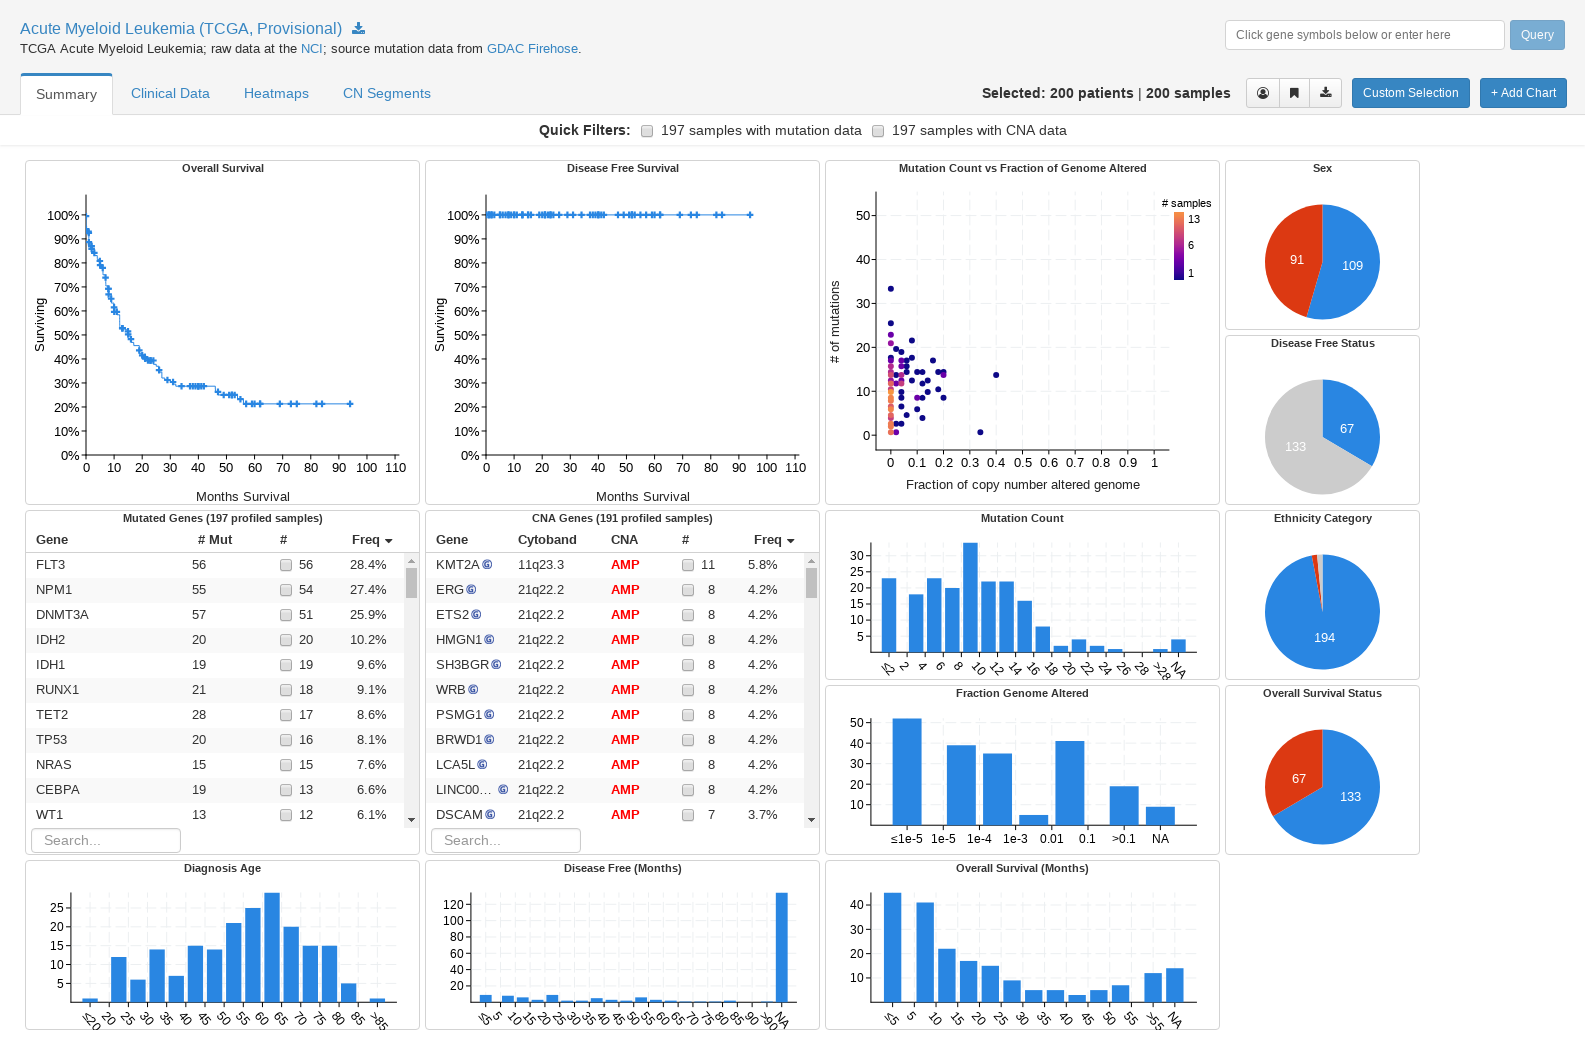 Acute Myeloid Leukemia (TCGA, Provisional)
TCGA Acute Myeloid Leukemia; raw data at the NCI; source mutation data from GDAC Firehose.
Click gene symbols below or enter here
Query
Summary
Clinical Data
Heatmaps
CN Segments
Selected: 200 patients | 200 samples
Custom Selection
+ Add Chart
Quick Filters: 197 samples with mutation data 197 samples with CNA data
Overall Survival
100%
90%
80%
70%
60%
50%
40%
30%
20%
10%
0%
Surviving
0 10 20 30 40 50 60 70 80 90 100 110
Months Survival
Disease Free Survival
100%
90%
80%
70%
60%
50%
40%
30%
20%
10%
0%
Surviving
0 10 20 30 40 50 60 70 80 90 100 110
Months Survival
Mutation Count vs Fraction of Genome Altered
# samples
13
6
1
50
40
30
20
10
0
# of mutations
0 0.1 0.2 0.3 0.4 0.5 0.6 0.7 0.8 0.9 1
Fraction of copy number altered genome
Sex
91
109
Disease Free Status
67
133
Mutated Genes (197 profiled samples)
Gene # Mut # Freq
FLT3 56 56 28.4%
NPM1 55 54 27.4%
DNMT3A 57 51 25.9%
IDH2 20 20 10.2%
IDH1 19 19 9.6%
RUNX1 21 18 9.1%
TET2 28 17 8.6%
TP53 20 16 8.1%
NRAS 15 15 7.6%
CEBPA 19 13 6.6%
WT1 13 12 6.1%
Search...
CNA Genes (191 profiled samples)
Gene Cytoband CNA # Freq
KMT2A G 11q23.3 AMP 11 5.8%
ERG G 21q22.2 AMP 8 4.2%
ETS2 G 21q22.2 AMP 8 4.2%
HMGN1 G 21q22.2 AMP 8 4.2%
SH3BGR G 21q22.2 AMP 8 4.2%
WRB G 21q22.2 AMP 8 4.2%
PSMG1 G 21q22.2 AMP 8 4.2%
BRWD1 G 21q22.2 AMP 8 4.2%
LCA5L G 21q22.2 AMP 8 4.2%
LINC00... G 21q22.2 AMP 8 4.2%
DSCAM G 21q22.2 AMP 7 3.7%
Search...
Mutation Count
30
25
20
15
10
5
≤2 2 4 6 8 10 12 14 16 18 20 22 24 26 28 >28 NA
Ethnicity Category
194
Fraction Genome Altered
50
40
30
20
10
≤1e-5 1e-5 1e-4 1e-3 0.01 0.1 >0.1 NA
Overall Survival Status
67
133
Diagnosis Age
25
20
15
10
5
≤20 20 25 30 35 40 45 50 55 60 65 70 75 80 85 >85
Disease Free (Months)
120
100
80
60
40
20
≤5 5 10 15 20 25 30 35 40 45 50 55 60 65 70 75 80 85 90 >90 NA
Overall Survival (Months)
40
30
20
10
≤5 5 10 15 20 25 30 35 40 45 50 55 >55 NA